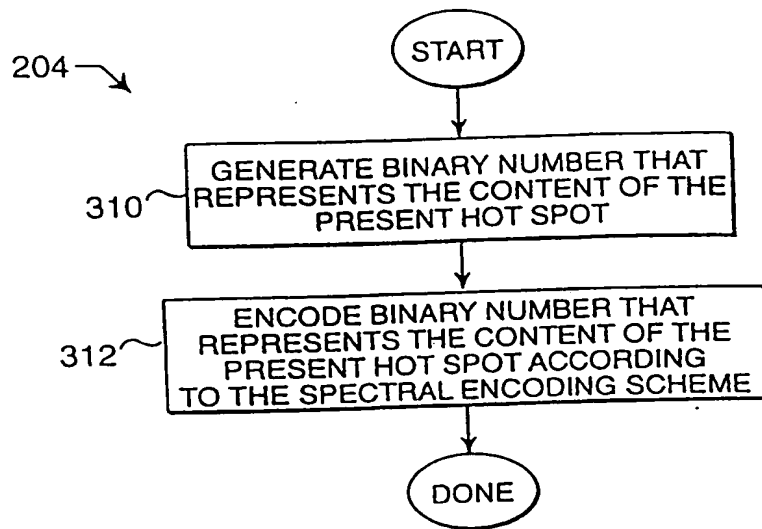 START
204
GENERATE BINARY NUMBER THAT
REPRESENTS THE CONTENT OF THE
PRESENT HOT SPOT
310
ENCODE BINARY NUMBER THAT
REPRESENTS THE CONTENT OF THE
PRESENT HOT SPOT ACCORDING
TO THE SPECTRAL ENCODING SCHEME
312
DONE